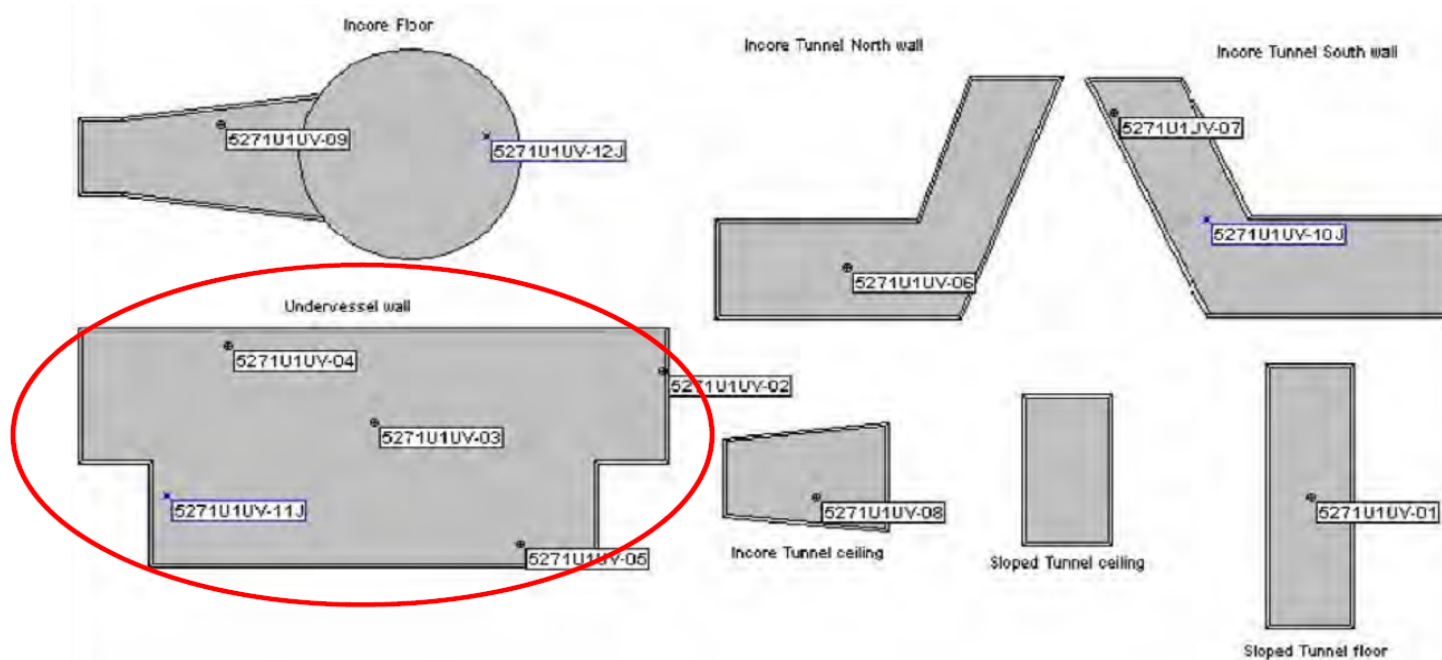 Incore Floor
5271U1UV-09
5271U1UV-12J
Incore Tunnel North wall
5271U1UV-06
Incore Tunnel South wall
5271U1UV-07
5271U1UV-10J
Undervessel wall
5271U1UV-04
5271U1UV-02
5271U1UV-03
5271U1UV-11J
5271U1UV-05
5271U1UV-08
Incore Tunnel ceiling
Sloped Tunnel ceiling
5271U1UV-01
Sloped Tunnel floor